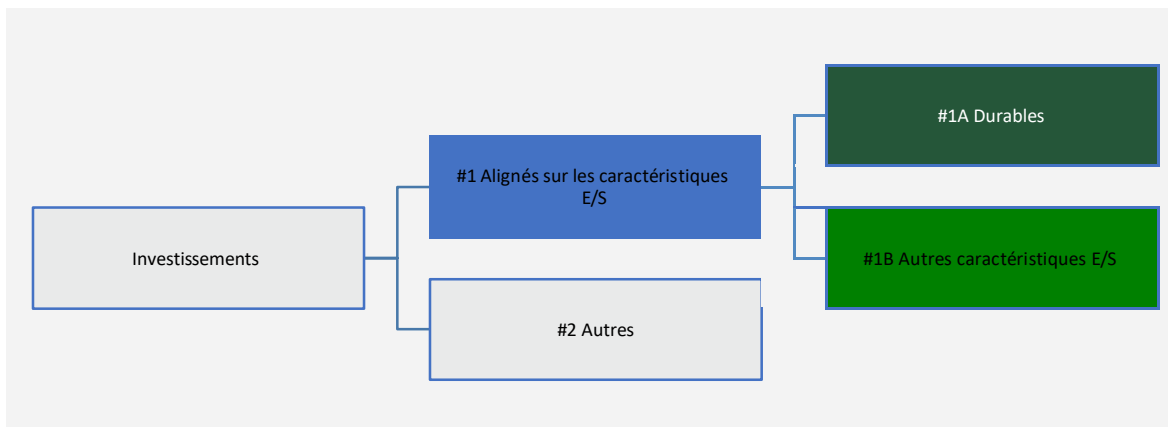 #1A Durables
#1 Alignés sur les caractéristiques
E/S
Investissements
#1B Autres caractéristiques E/S
#2 Autres